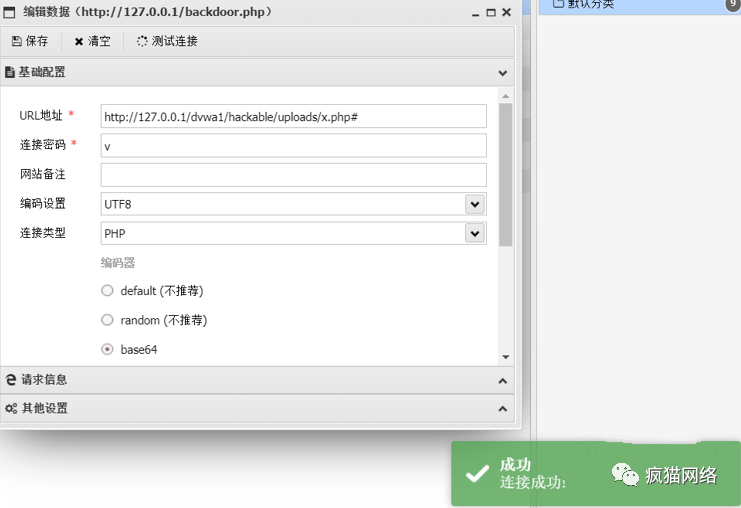 编辑数据 (http://127.0.0.1/backdoor.php)
默认分类
9
保存 清空 测试连接
基础配置
URL地址 * http://127.0.0.1/dvwa1/hackable/uploads/x.php#
连接密码 * v
网站备注
编码设置 UTF8
连接类型 PHP
编码器
default (不推荐)
random (不推荐)
base64
请求信息
其他设置
成功
连接成功!
疯猫网络